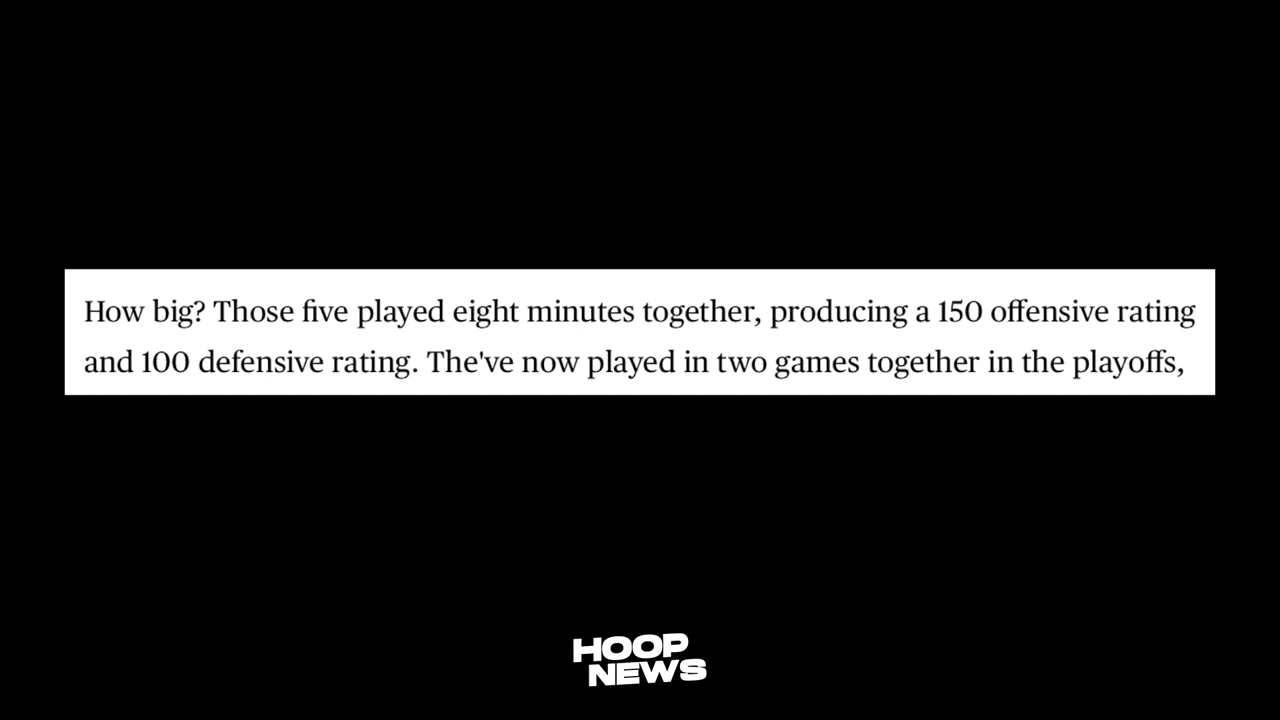 How big? Those five played eight minutes together, producing a 150 offensive rating
and 100 defensive rating. The've now played in two games together in the playoffs,
HOOP
NEWS